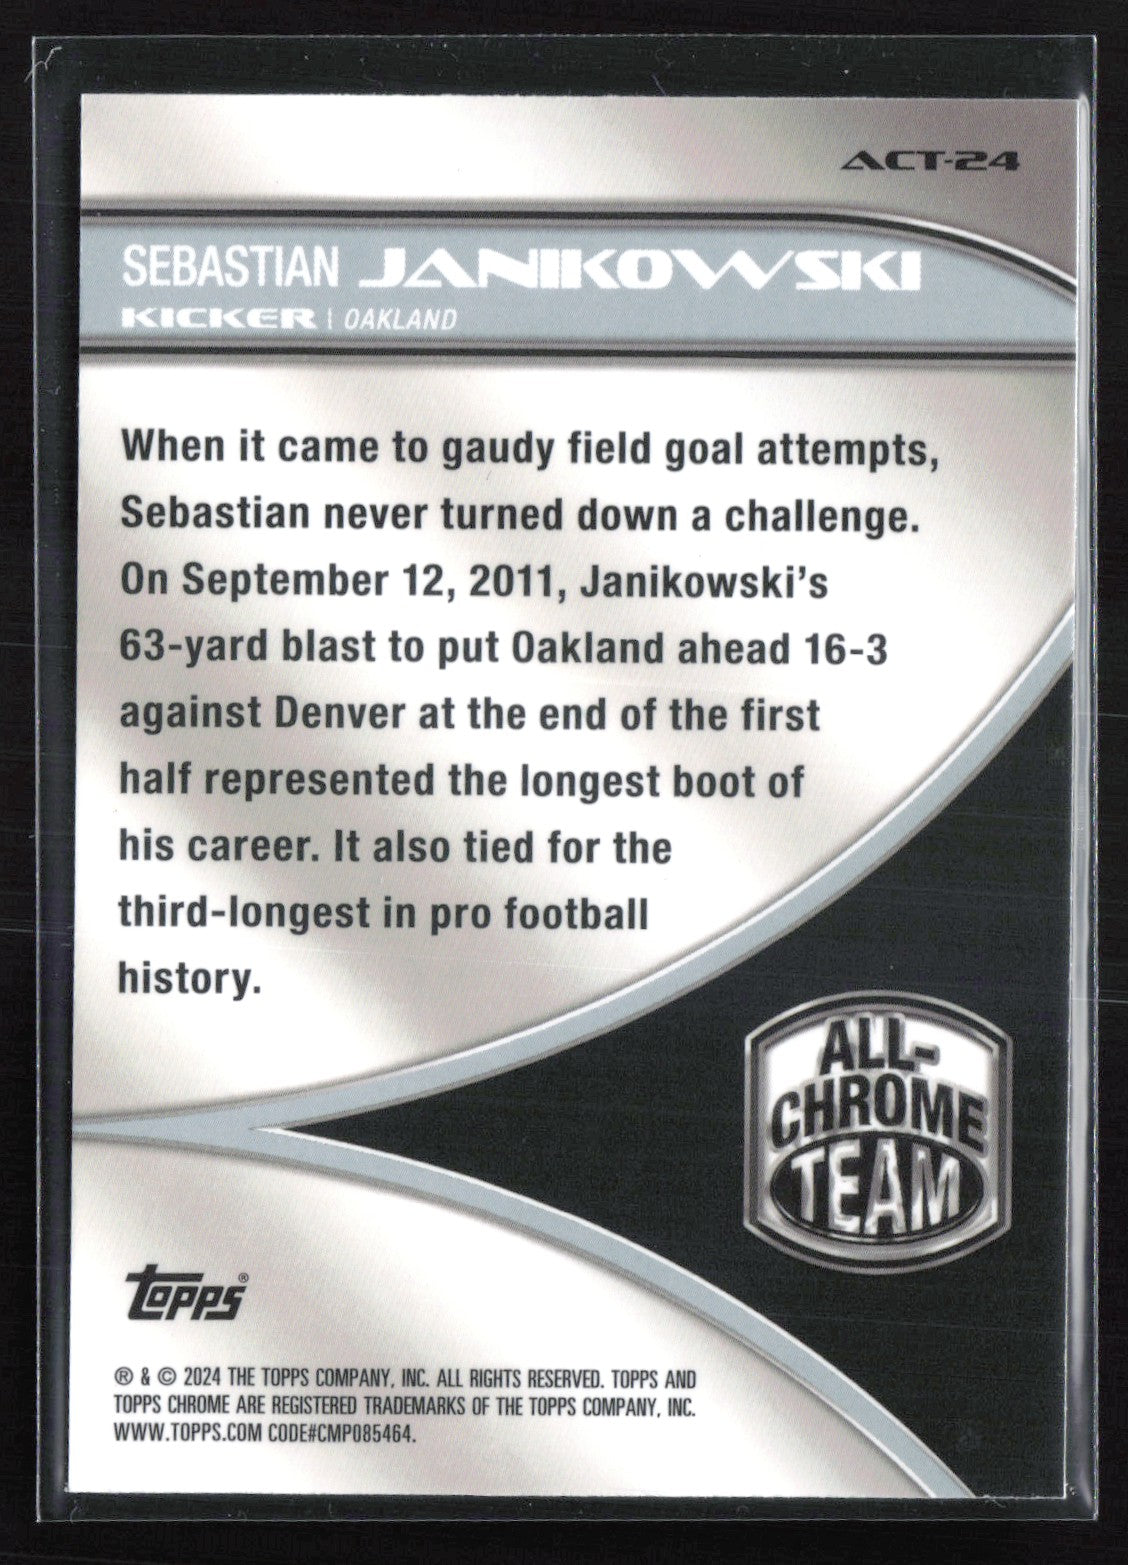 ACT-24
SEBASTIAN JANIKOWSKI
KICKER | OAKLAND
When it came to gaudy field goal attempts,
Sebastian never turned down a challenge.
On September 12, 2011, Janikowski's
63-yard blast to put Oakland ahead 16-3
against Denver at the end of the first
half represented the longest boot of
his career. It also tied for the
third-longest in pro football
history.
ALL-
CHROME
TEAM
topps®
® & © 2024 THE TOPPS COMPANY, INC. ALL RIGHTS RESERVED. TOPPS AND
TOPPS CHROME ARE REGISTERED TRADEMARKS OF THE TOPPS COMPANY, INC.
WWW.TOPPS.COM CODE#CMP085464.